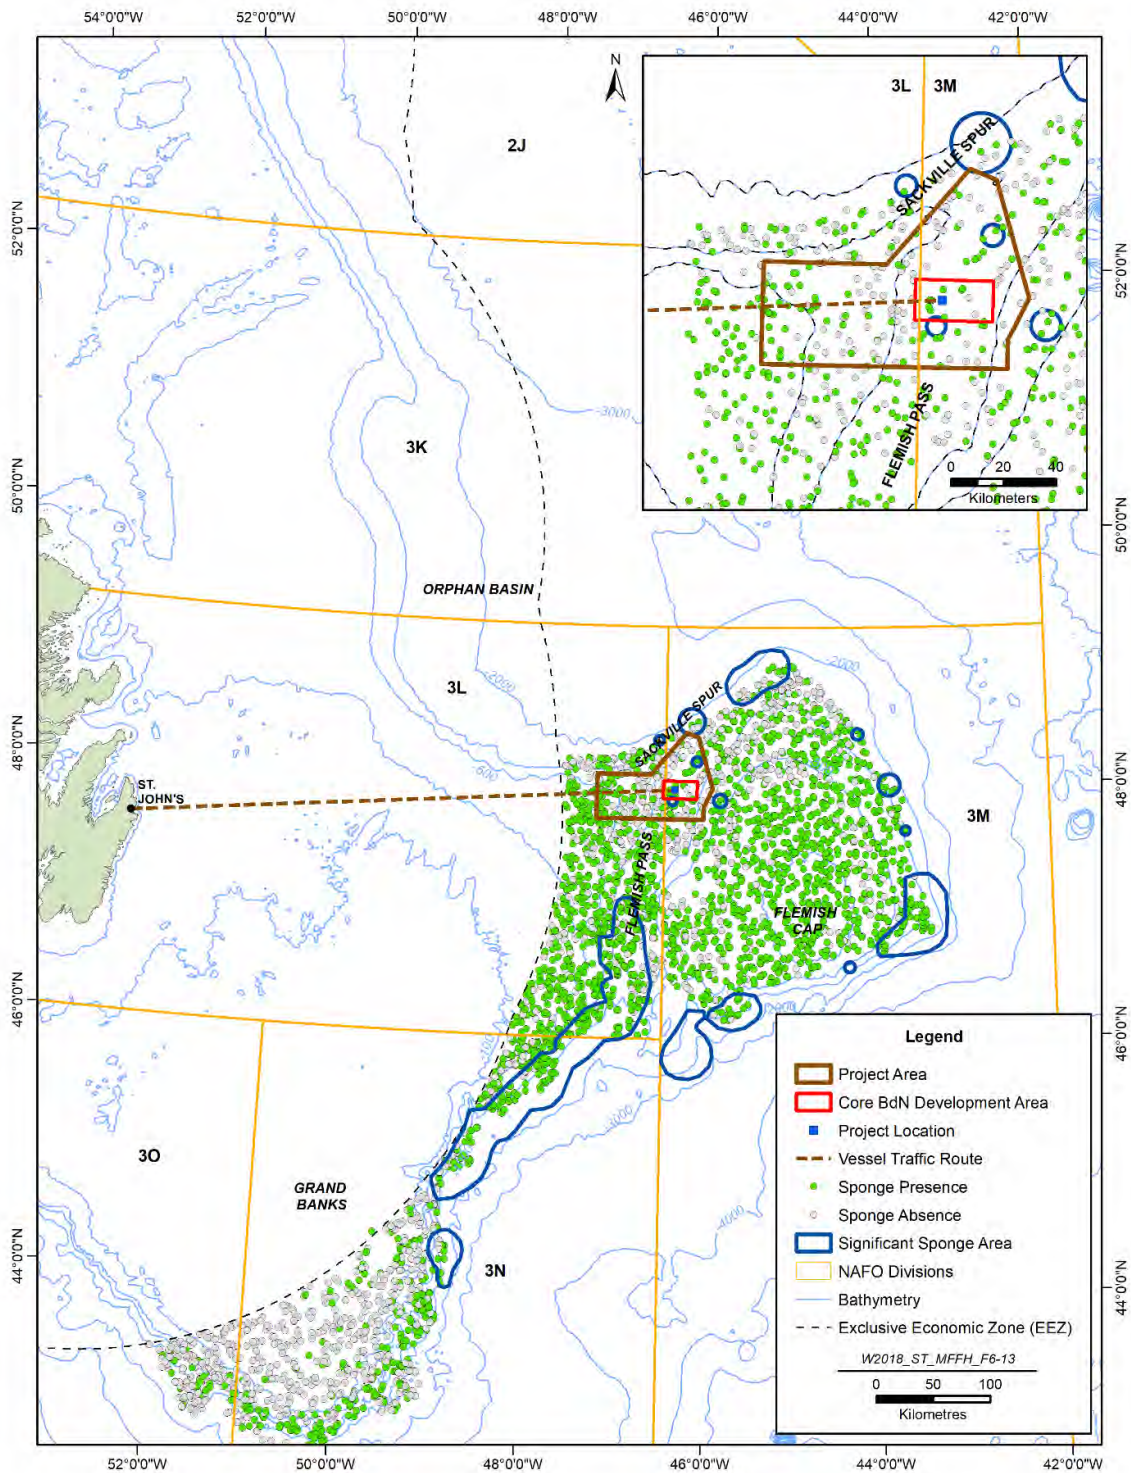 54°0'0"W 52°0'0"W 50°0'0"W 48°0'0"W 46°0'0"W 44°0'0"W 42°0'0"W
N
2J
3L 3M
SACKVILLE SPUR
FLEMISH PASS
0 20 40
Kilometers
52°0'0"N
52°0'0"N
-3000
3K
50°0'0"N
50°0'0"N
ORPHAN BASIN
3L
-2000
-2000
SACKVILLE SPUR
48°0'0"N
48°0'0"N
-600
ST.
JOHN'S
3M
FLEMISH PASS
FLEMISH
CAP
46°0'0"N
46°0'0"N
-3000
3O
GRAND
BANKS
-4000
3N
44°0'0"N
44°0'0"N
Legend
Project Area
Core BdN Development Area
Project Location
Vessel Traffic Route
Sponge Presence
Sponge Absence
Significant Sponge Area
NAFO Divisions
Bathymetry
Exclusive Economic Zone (EEZ)
W2018_ST_MFFH_F6-13
0 50 100
Kilometres
52°0'0"W 50°0'0"W 48°0'0"W 46°0'0"W 44°0'0"W 42°0'0"W